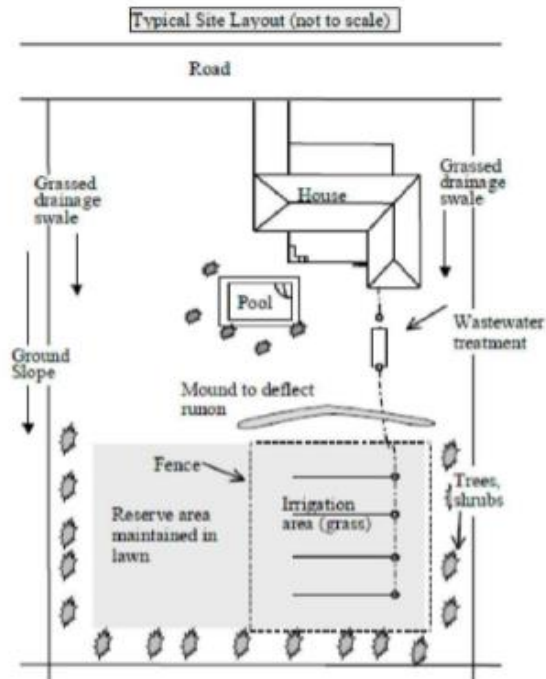 Typical Site Layout (not to scale)
Road
Grassed
drainage
swale
House
Grassed
drainage
swale
Pool
Wastewater
treatment
Ground
Slope
Mound to deflect
runon
Fence
Irrigation
area (grass)
Trees,
shrubs
Reserve area
maintained in
lawn